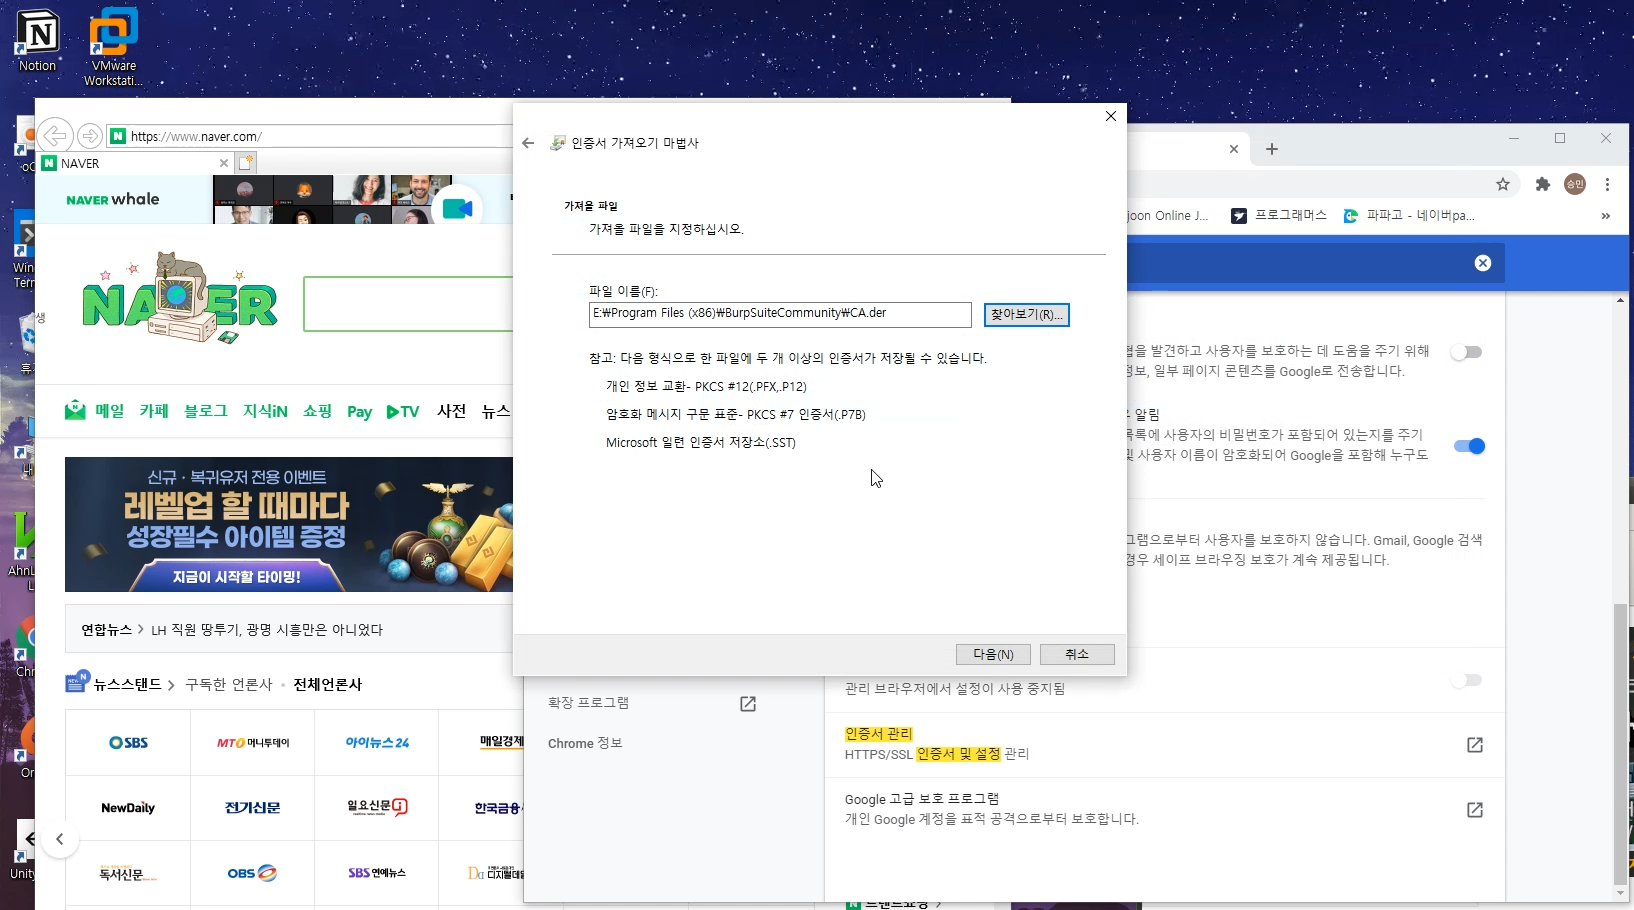 Notion
VMware
Workstati...
https://www.naver.com/
NAVER
NAVER whale
NAVER
메일 카페 블로그 지식iN 쇼핑 Pay ▶TV 사전 뉴스
신규 · 복귀유저 전용 이벤트
레벨업 할 때마다
성장필수 아이템 증정
지금이 시작할 타이밍!
연합뉴스 > LH 직원 땅투기, 광명 시흥만은 아니었다
뉴스스탠드 > 구독한 언론사 · 전체언론사
SBS MTN 머니투데이 아이뉴스24 매일경제
NewDaily 전기신문 일요신문 한국금융
독서신문 OBS SBS연예뉴스 디지털데일
인증서 가져오기 마법사
가져올 파일
가져올 파일을 지정하십시오.
파일 이름(F):
E:₩Program Files (x86)₩BurpSuiteCommunity₩CA.der
찾아보기(R)...
참고: 다음 형식으로 한 파일에 두 개 이상의 인증서가 저장될 수 있습니다.
개인 정보 교환- PKCS #12(.PFX,.P12)
암호화 메시지 구문 표준- PKCS #7 인증서(.P7B)
Microsoft 일련 인증서 저장소(.SST)
다음(N)
취소
승민
joon Online J...
프로그래머스
파파고 - 네이버pa...
협을 발견하고 사용자를 보호하는 데 도움을 주기 위해
정보, 일부 페이지 콘텐츠를 Google로 전송합니다.
알림
목록에 사용자의 비밀번호가 포함되어 있는지를 주기
및 사용자 이름이 암호화되어 Google을 포함해 누구도
그램으로부터 사용자를 보호하지 않습니다. Gmail, Google 검색
경우 세이프 브라우징 보호가 계속 제공됩니다.
확장 프로그램
Chrome 정보
관리 브라우저에서 설정이 사용 중지됨
인증서 관리
HTTPS/SSL 인증서 및 설정 관리
Google 고급 보호 프로그램
개인 Google 계정을 표적 공격으로부터 보호합니다.
트렌드쇼핑 >
Wind
Term
휴지
AhnL
Chr
Or
Unity